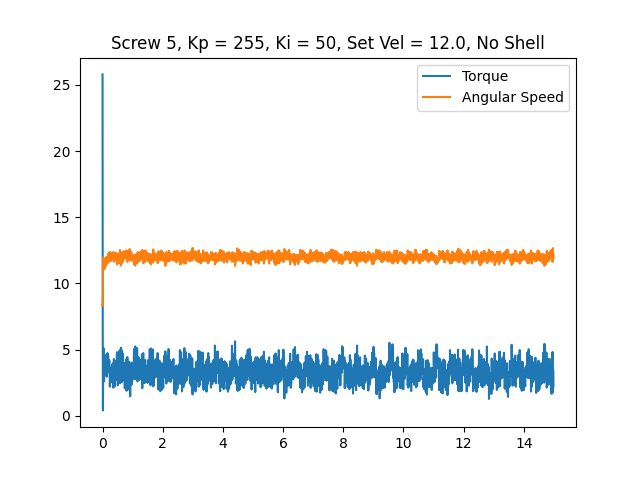 Screw 5, Kp = 255, Ki = 50, Set Vel = 12.0, No Shell
Torque
Angular Speed
25
20
15
10
5
0
0 2 4 6 8 10 12 14